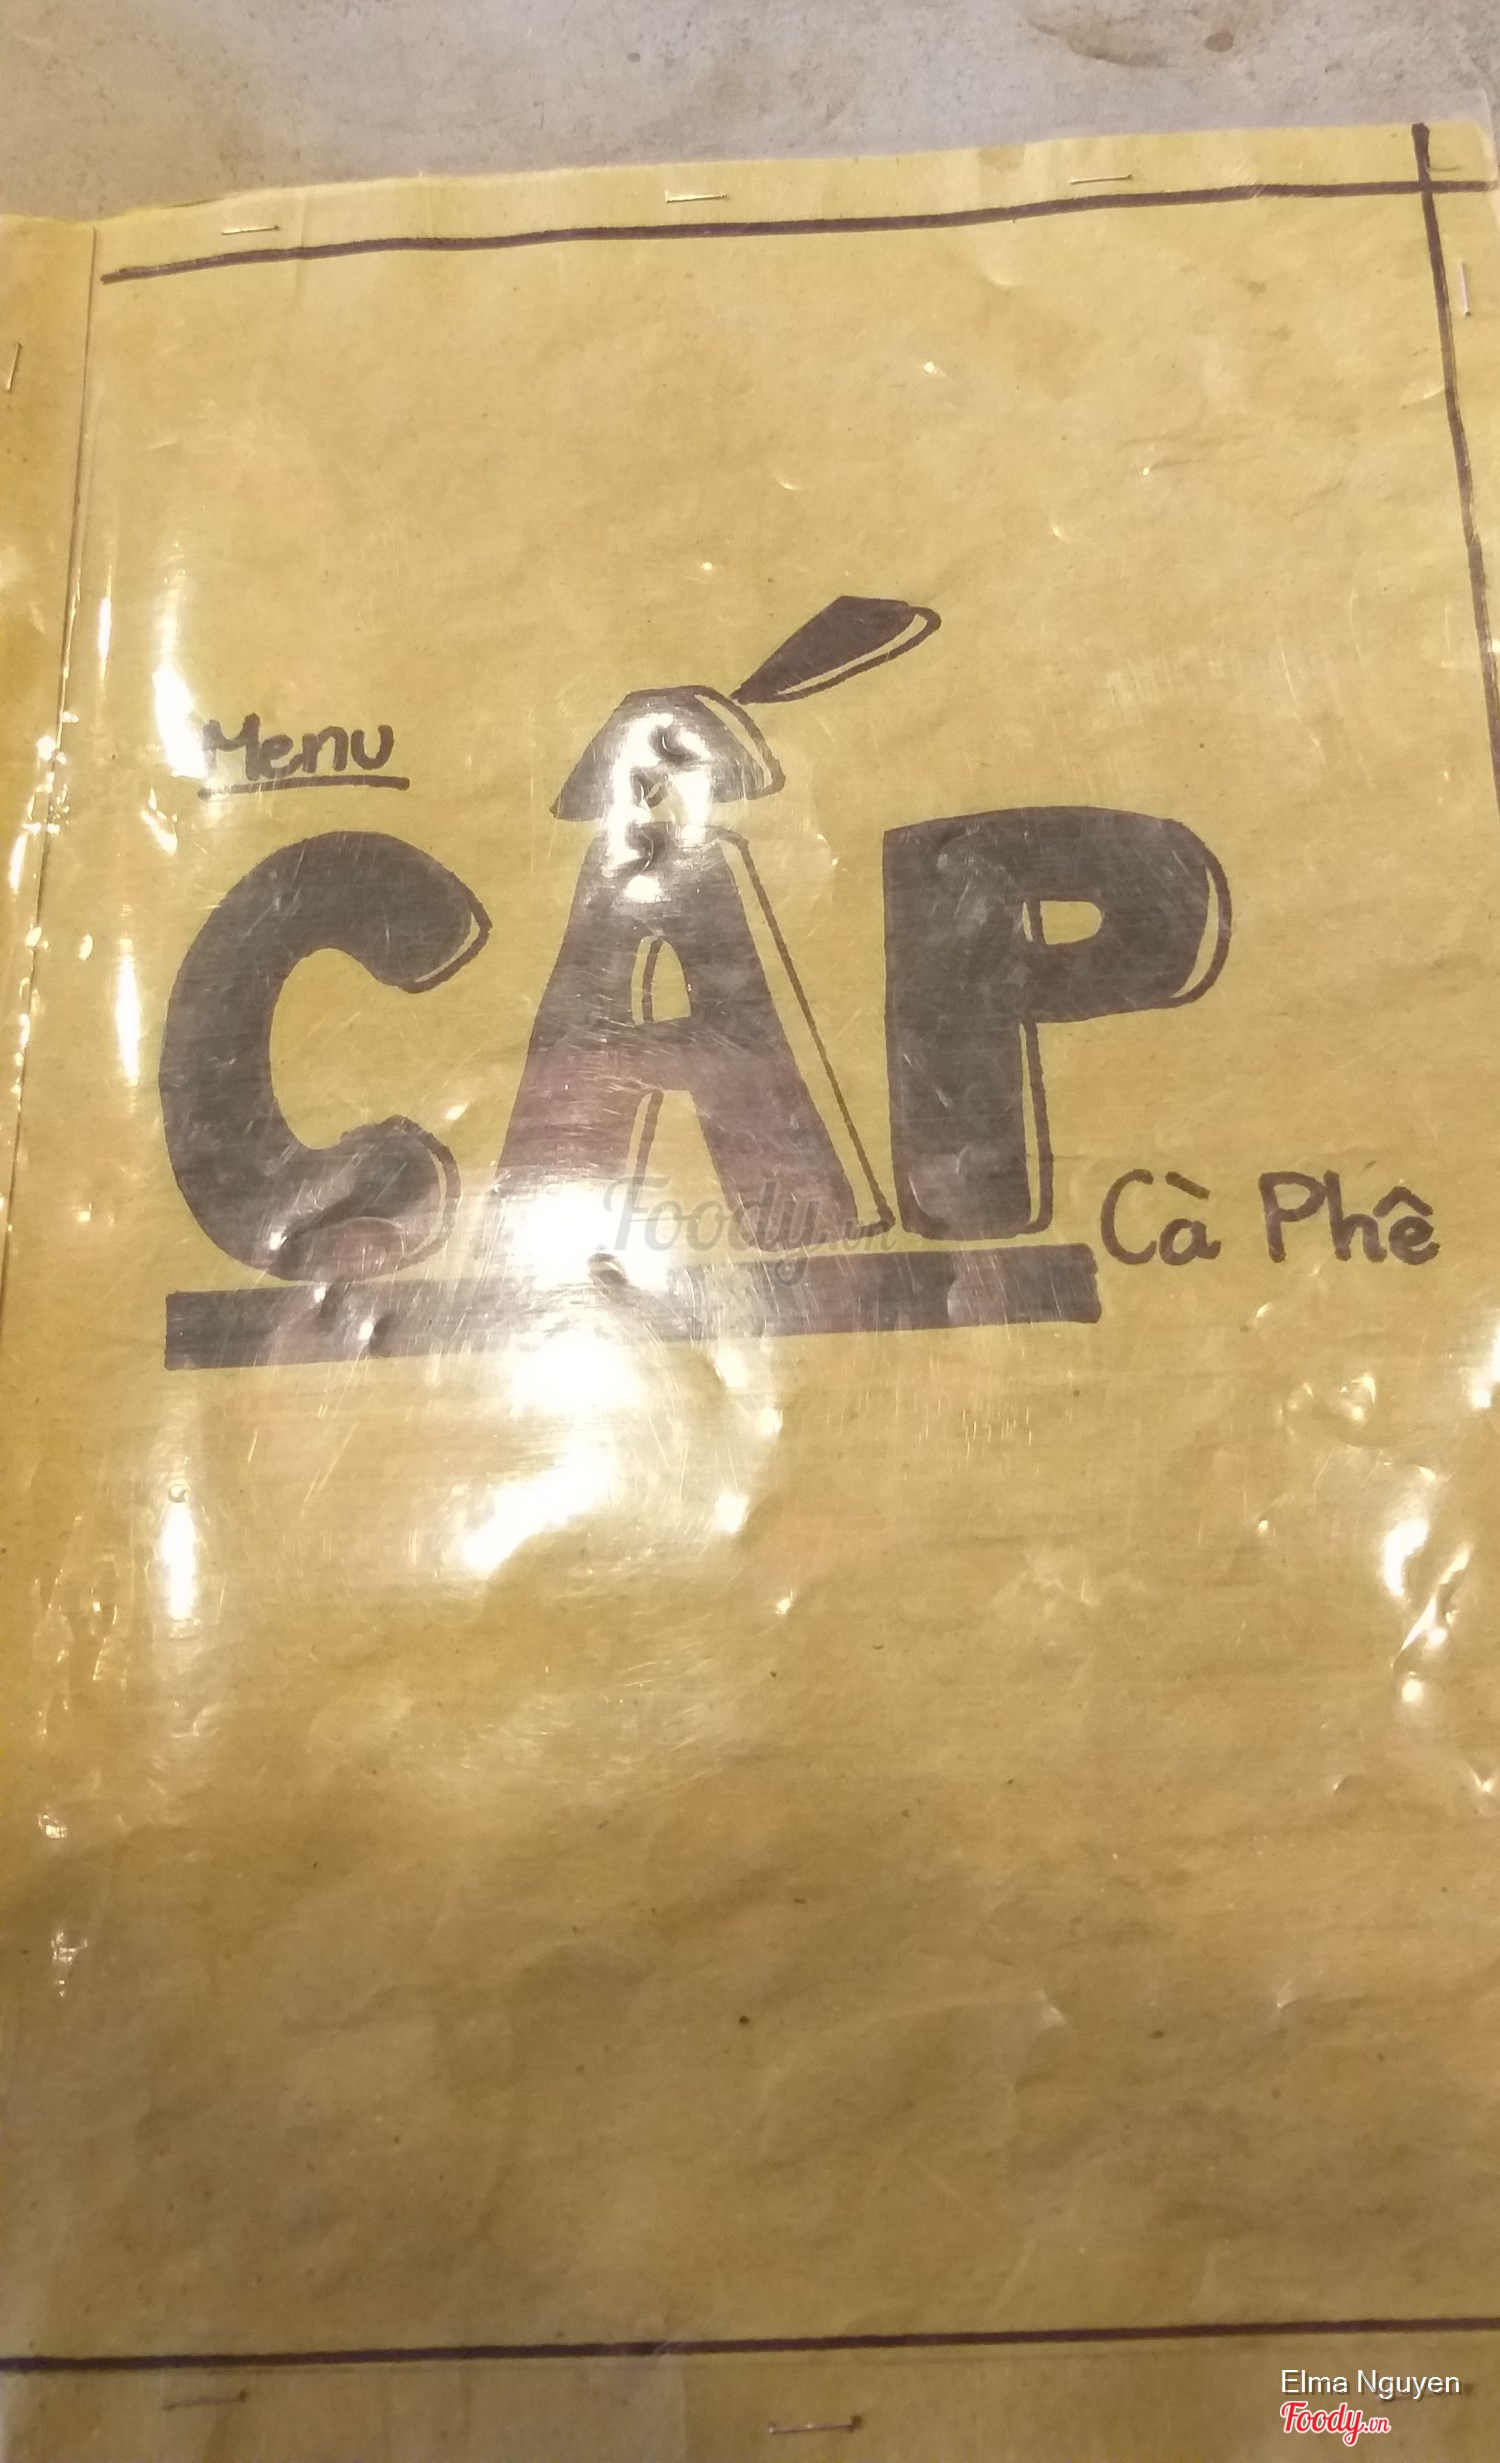 Menu
CẤP
Cà Phê
Foody.vn
Elma Nguyen
Foody.vn